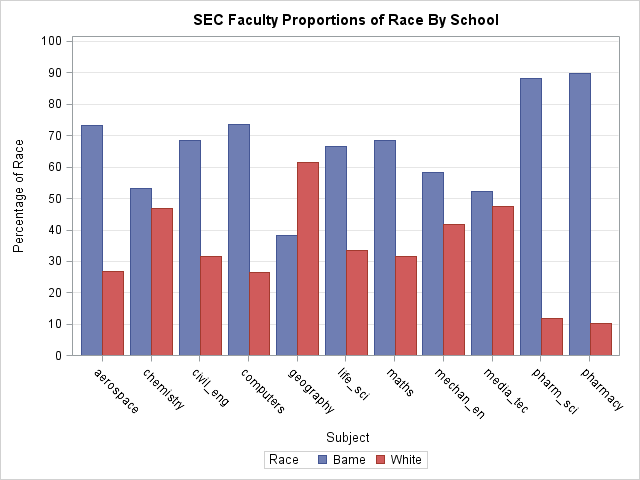 SEC Faculty Proportions of Race By School
100
90
80
70
60
50
40
30
20
10
0
Percentage of Race
aerospace
chemistry
civil_eng
computers
geography
life_sci
maths
mechan_en
media_tec
pharm_sci
pharmacy
Subject
Race Bame White